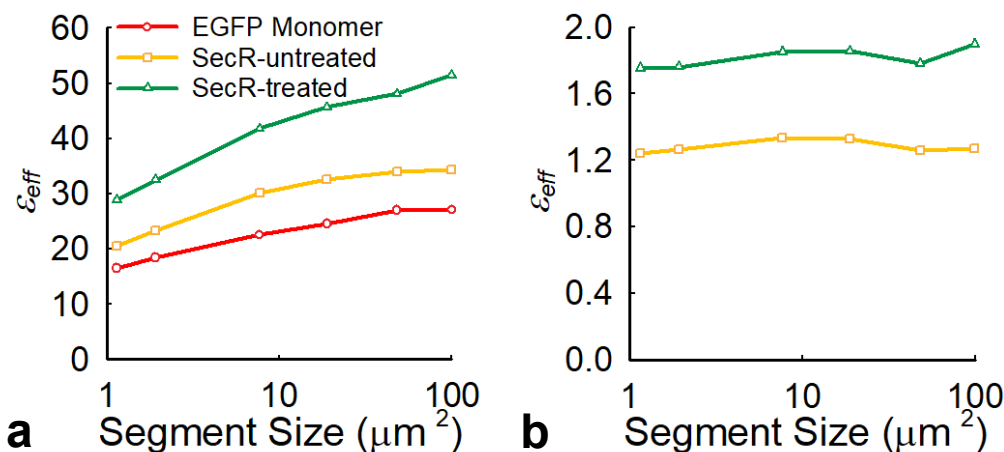 60
50
40
30
20
10
0
εeff
EGFP Monomer
SecR-untreated
SecR-treated
1
10
100
Segment Size (μm²)
a
2.0
1.6
1.2
0.8
0.4
0.0
εeff
1
10
100
Segment Size (μm²)
b